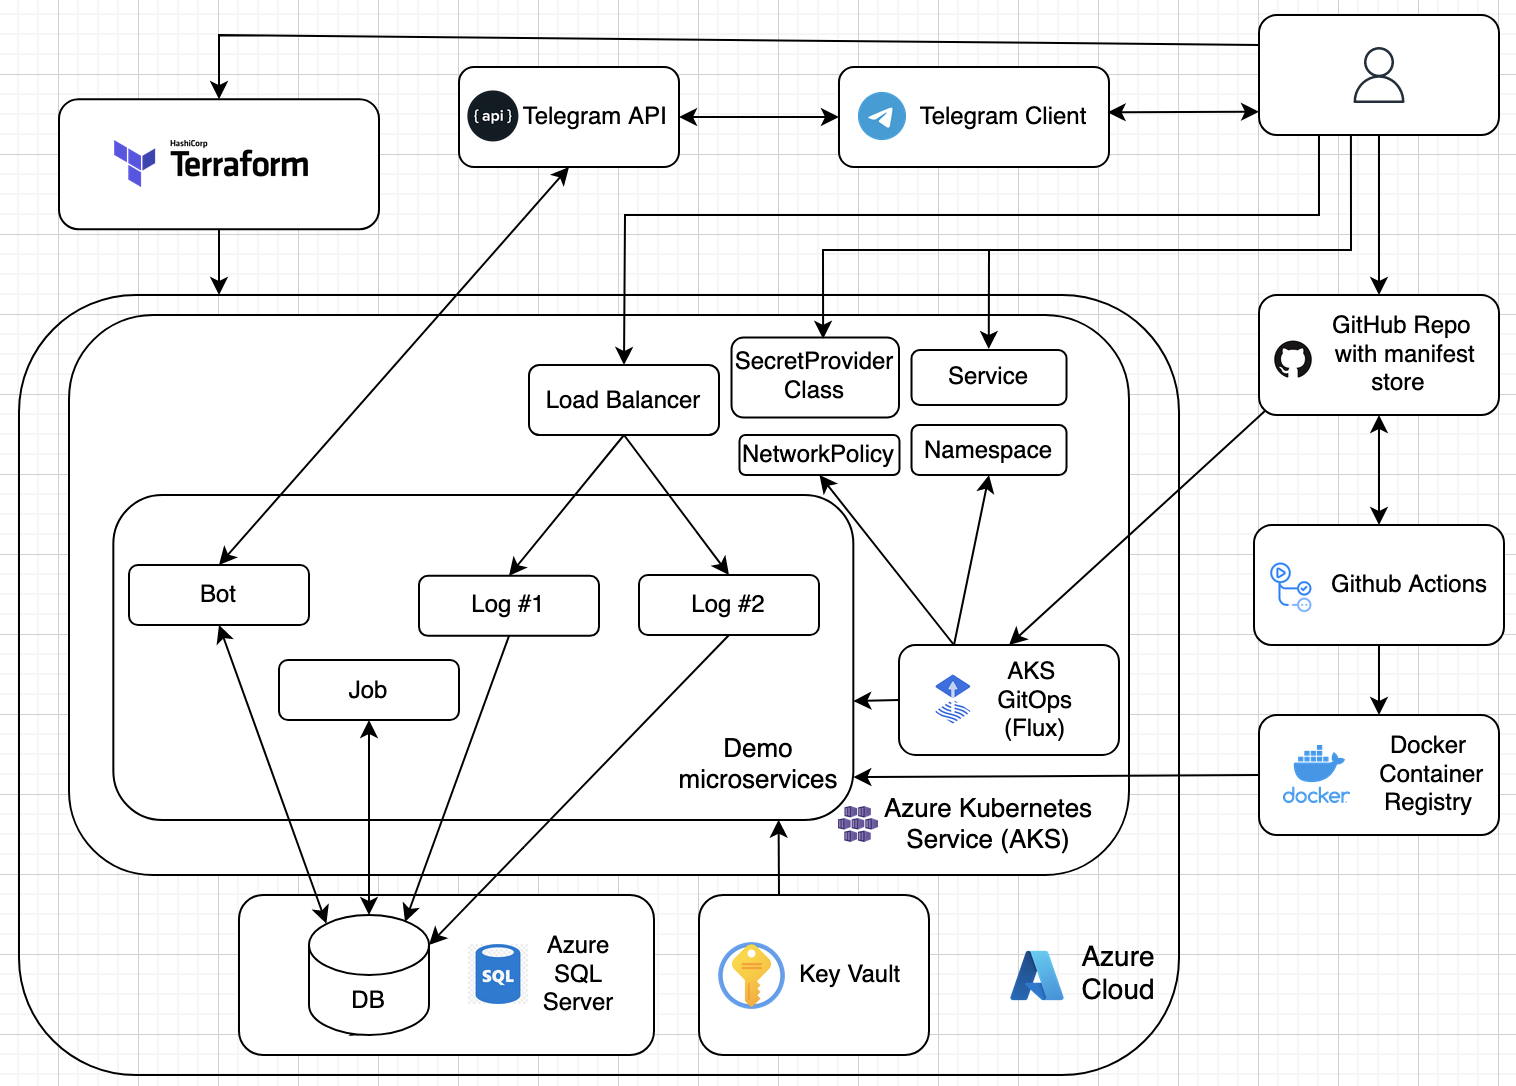 HashiCorp
Terraform
{api}
Telegram API
Telegram Client
Load Balancer
SecretProvider
Class
Service
NetworkPolicy
Namespace
GitHub Repo
with manifest
store
Bot
Log #1
Log #2
Job
Github Actions
AKS
GitOps
(Flux)
Demo
microservices
Docker
Container
Registry
docker
Azure Kubernetes
Service (AKS)
DB
SQL
Azure
SQL
Server
Key Vault
Azure
Cloud